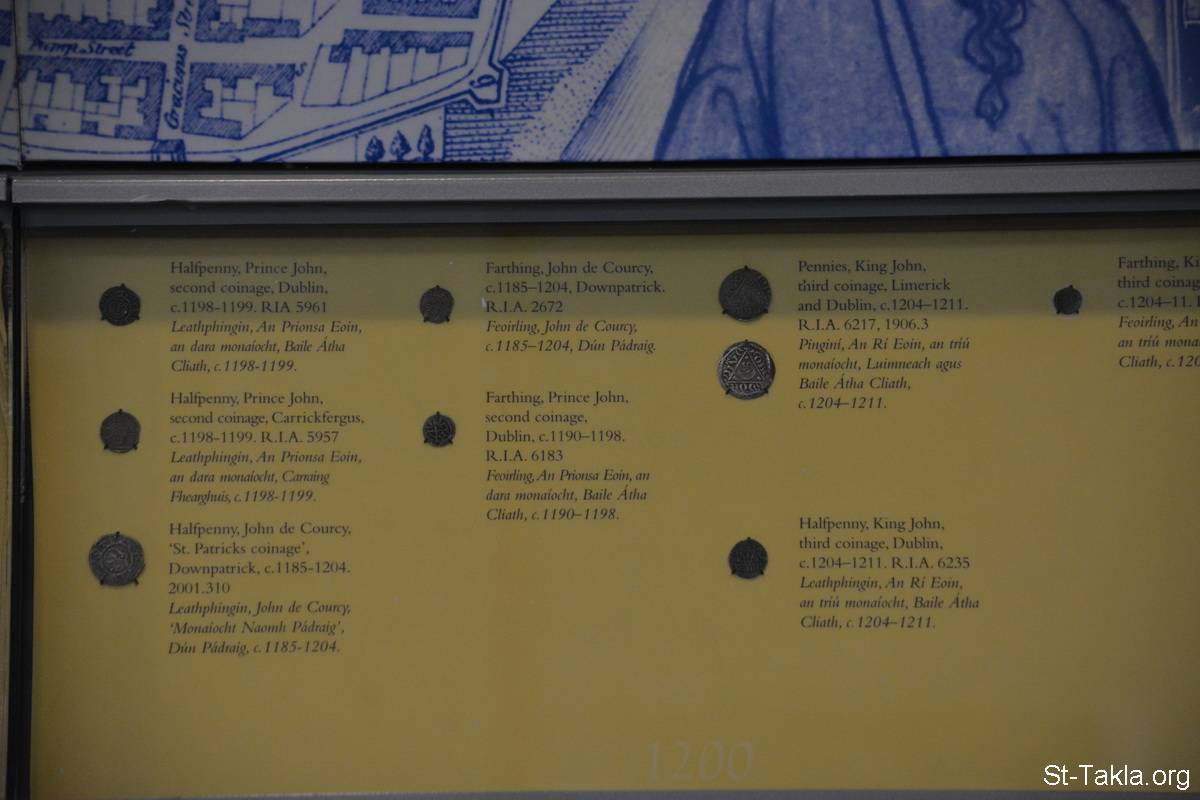 Pump Street
Gracious Str
Halfpenny, Prince John,
second coinage, Dublin,
c.1198-1199. RIA 5961
Leathphingin, An Prionsa Eoin,
an dara monaíocht, Baile Átha
Cliath, c.1198-1199.
Halfpenny, Prince John,
second coinage, Carrickfergus,
c.1198-1199. R.I.A. 5957
Leathphingin, An Prionsa Eoin,
an dara monaíocht, Carraing
Fhearghuis, c.1198-1199.
Halfpenny, John de Courcy,
‘St. Patricks coinage’,
Downpatrick, c.1185-1204.
2001.310
Leathphingin, John de Courcy,
‘Monaíocht Naomh Pádraig’,
Dún Pádraig, c.1185-1204.
Farthing, John de Courcy,
c.1185–1204, Downpatrick.
R.I.A. 2672
Feoirling, John de Courcy,
c.1185–1204, Dún Pádraig.
Farthing, Prince John,
second coinage,
Dublin, c.1190–1198.
R.I.A. 6183
Feoirling, An Prionsa Eoin, an
dara monaíocht, Baile Átha
Cliath, c.1190–1198.
Pennies, King John,
third coinage, Limerick
and Dublin, c.1204–1211.
R.I.A. 6217, 1906.3
Pinginí, An Rí Eoin, an tríú
monaíocht, Luimneach agus
Baile Átha Cliath,
c.1204–1211.
Halfpenny, King John,
third coinage, Dublin,
c.1204–1211. R.I.A. 6235
Leathphingin, An Rí Eoin,
an tríú monaíocht, Baile Átha
Cliath, c.1204–1211.
Farthing, Ki
third coinag
c.1204–11.
Feoirling, An
an tríú mona
Cliath, c.120
1200
St-Takla.org